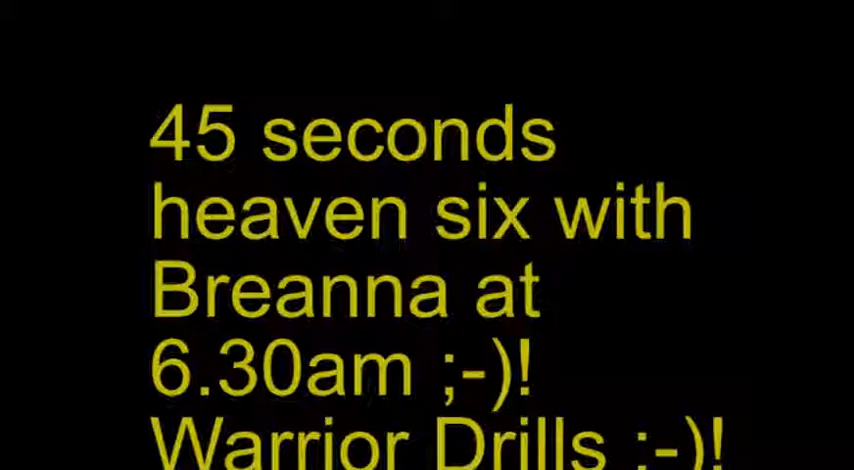 45 seconds
heaven six with
Breanna at
6.30am ;-)!
Warrior Drills :-)!